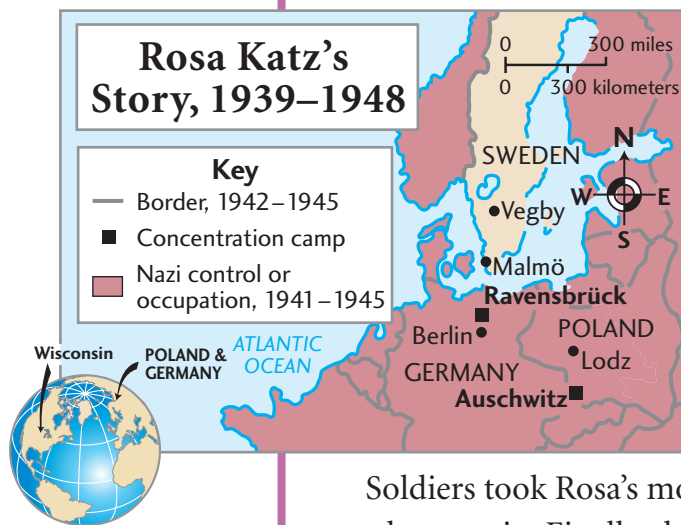 Rosa Katz's
Story, 1939–1948
0 300 miles
0 300 kilometers
Key
Border, 1942–1945
Concentration camp
Nazi control or
occupation, 1941–1945
N
W E
S
SWEDEN
Vegby
Malmö
Ravensbrück
Berlin
POLAND
Lodz
GERMANY
Auschwitz
ATLANTIC
OCEAN
Wisconsin
POLAND &
GERMANY
Soldiers took Rosa's